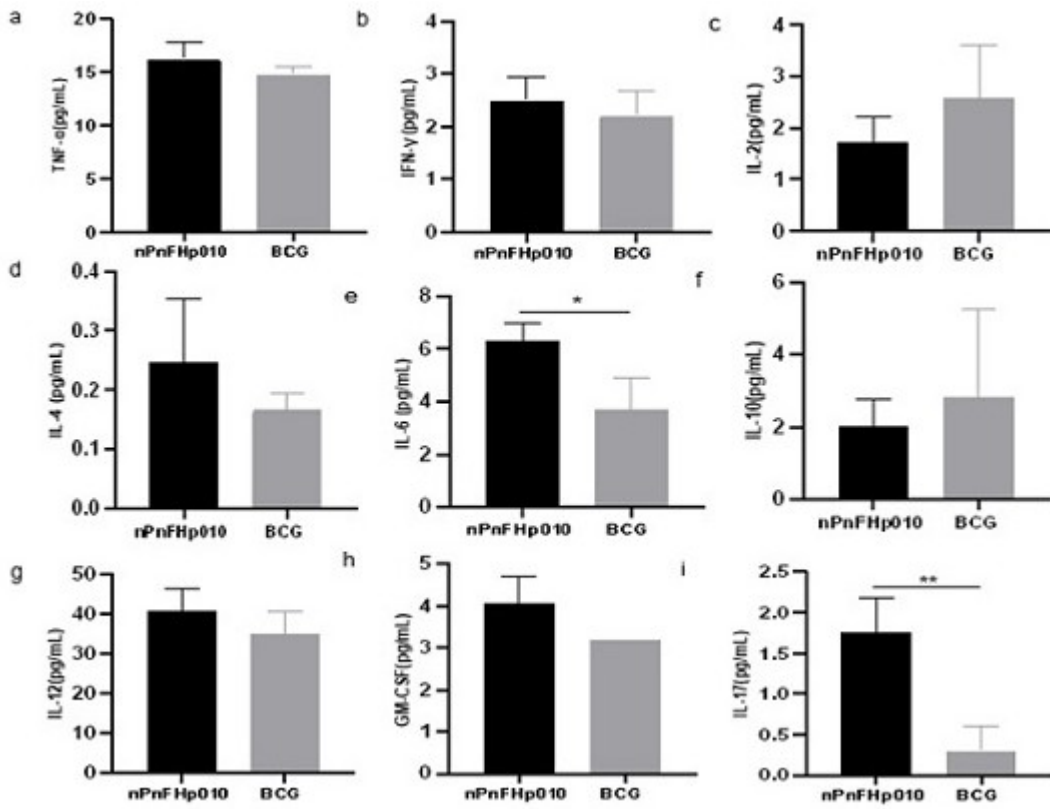 a
TNF-α(pg/mL)
20
15
10
5
0
nPnFHp010 BCG
b
IFN-γ (pg/mL)
4
3
2
1
0
nPnFHp010 BCG
c
IL-2(pg/mL)
4
3
2
1
0
nPnFHp010 BCG
d
IL-4 (pg/mL)
0.4
0.3
0.2
0.1
0.0
nPnFHp010 BCG
e
IL-6 (pg/mL)
8
6
4
2
0
*
nPnFHp010 BCG
f
IL-10(pg/mL)
6
4
2
0
nPnFHp010 BCG
g
IL-12(pg/mL)
50
40
30
20
10
0
nPnFHp010 BCG
h
GM-CSF(pg/mL)
5
4
3
2
1
0
nPnFHp010 BCG
i
IL-17(pg/mL)
2.5
2.0
1.5
1.0
0.5
0.0
**
nPnFHp010 BCG